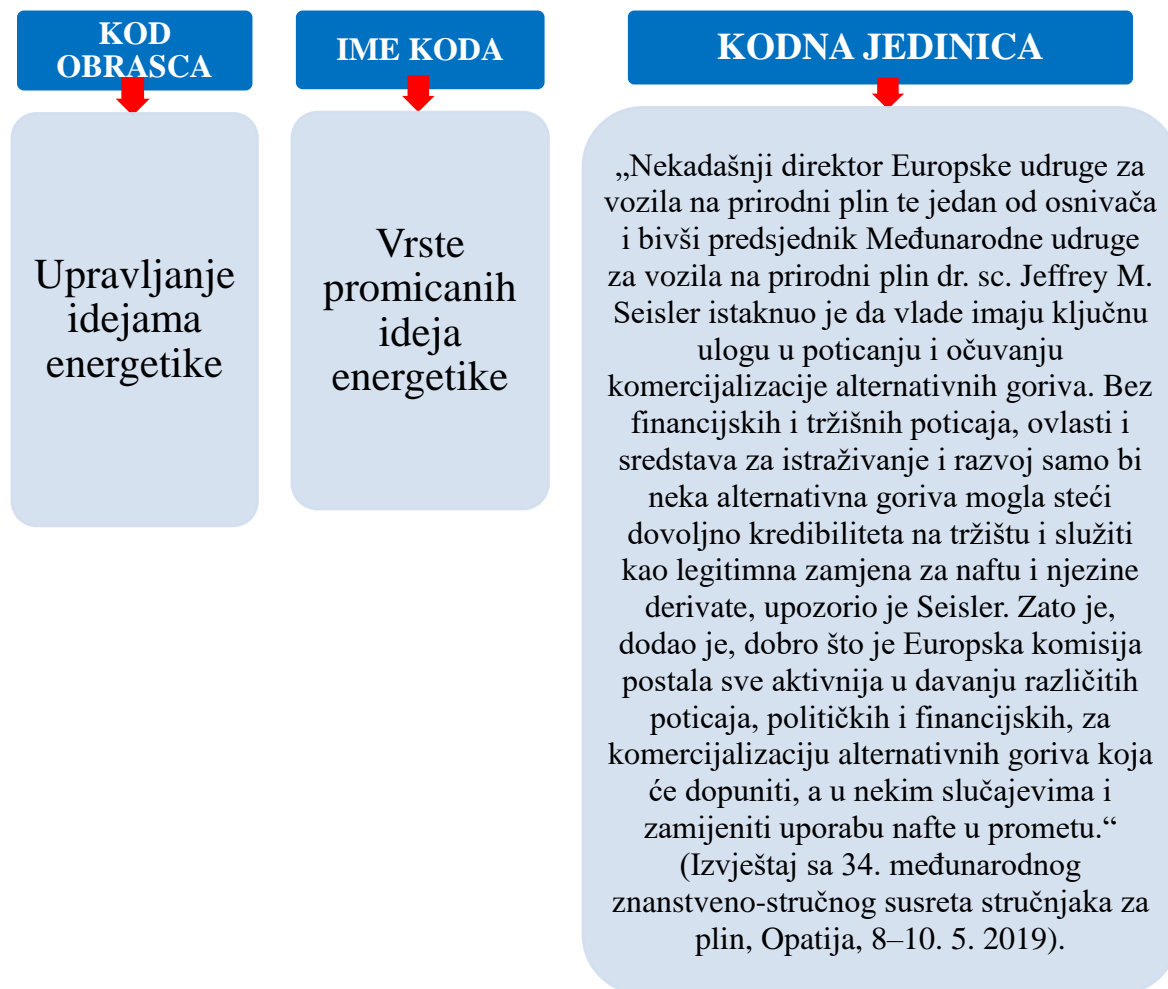 KOD
OBRASCA
IME KODA
KODNA JEDINICA
Upravljanje
idejama
energetike
Vrste
promicanih
ideja
energetike
„Nekadašnji direktor Europske udruge za
vozila na prirodni plin te jedan od osnivača
i bivši predsjednik Međunarodne udruge
za vozila na prirodni plin dr. sc. Jeffrey M.
Seisler istaknuo je da vlade imaju ključnu
ulogu u poticanju i očuvanju
komercijalizacije alternativnih goriva. Bez
financijskih i tržišnih poticaja, ovlasti i
sredstava za istraživanje i razvoj samo bi
neka alternativna goriva mogla steći
dovoljno kredibiliteta na tržištu i služiti
kao legitimna zamjena za naftu i njezine
derivate, upozorio je Seisler. Zato je,
dodao je, dobro što je Europska komisija
postala sve aktivnija u davanju različitih
poticaja, političkih i financijskih, za
komercijalizaciju alternativnih goriva koja
će dopuniti, a u nekim slučajevima i
zamijeniti uporabu nafte u prometu.“
(Izvještaj sa 34. međunarodnog
znanstveno-stručnog susreta stručnjaka za
plin, Opatija, 8–10. 5. 2019).